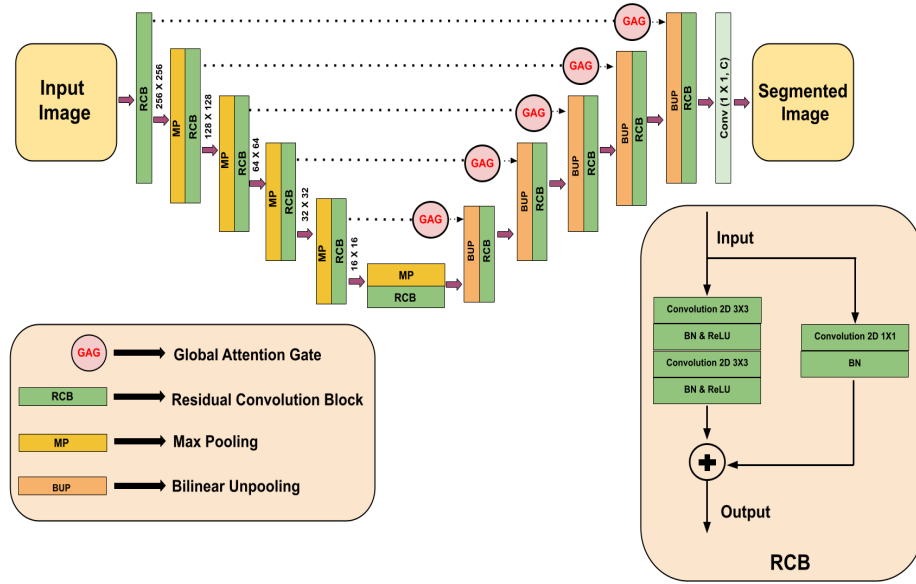 GAG
GAG
GAG
GAG
GAG
Input
Image
RCB
256 X 256
MP
RCB
128 X 128
MP
RCB
64 X 64
MP
RCB
32 X 32
MP
RCB
16 X 16
MP
RCB
BUP
RCB
BUP
RCB
BUP
RCB
BUP
RCB
BUP
RCB
Conv (1 X 1, C)
Segmented
Image
GAG
Global Attention Gate
RCB
Residual Convolution Block
MP
Max Pooling
BUP
Bilinear Unpooling
Input
Convolution 2D 3X3
BN & ReLU
Convolution 2D 3X3
BN & ReLU
Convolution 2D 1X1
BN
Output
RCB